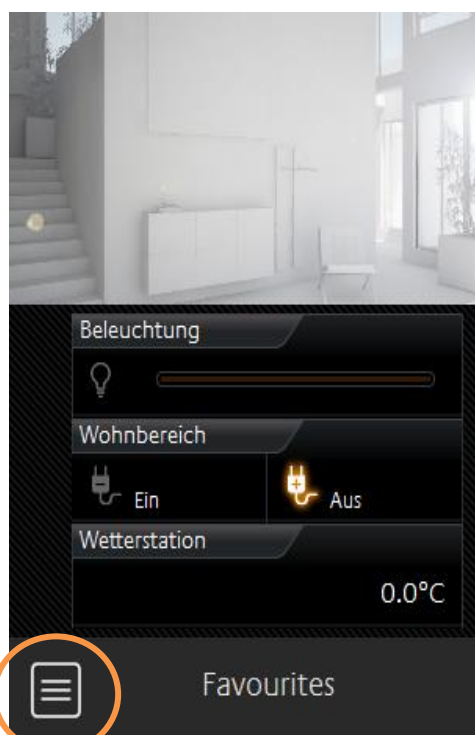 Beleuchtung
Wohnbereich
Ein Aus
Wetterstation
0.0°C
Favourites